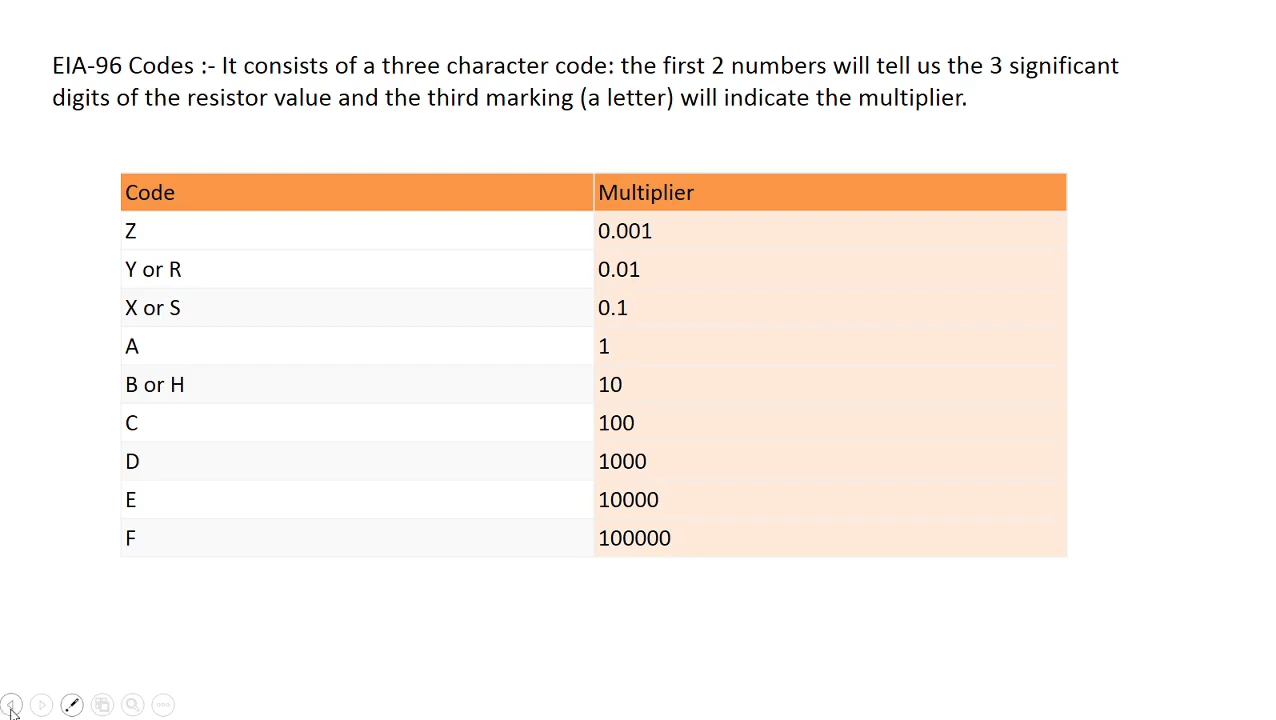 EIA-96 Codes :- It consists of a three character code: the first 2 numbers will tell us the 3 significant
digits of the resistor value and the third marking (a letter) will indicate the multiplier.
Code Multiplier
Z 0.001
Y or R 0.01
X or S 0.1
A 1
B or H 10
C 100
D 1000
E 10000
F 100000